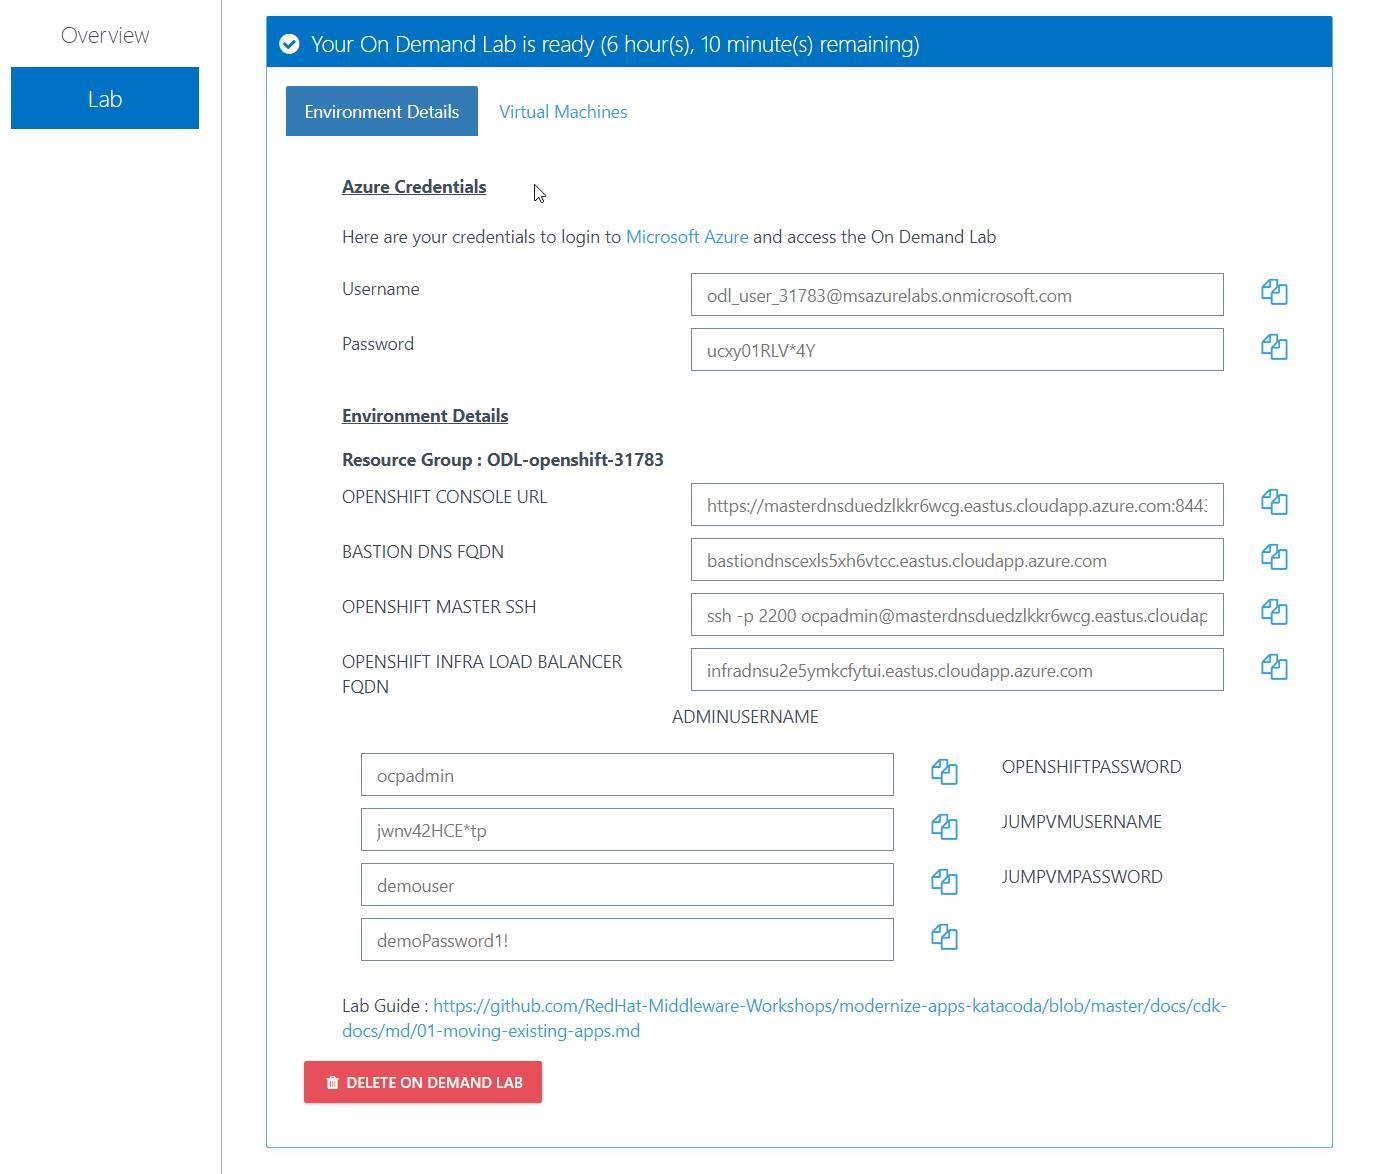 Overview
Lab
Your On Demand Lab is ready (6 hour(s), 10 minute(s) remaining)
Environment Details
Virtual Machines
Azure Credentials
Here are your credentials to login to Microsoft Azure and access the On Demand Lab
Username
odl_user_31783@msazurelabs.onmicrosoft.com
Password
ucxy01RLV*4Y
Environment Details
Resource Group : ODL-openshift-31783
OPENSHIFT CONSOLE URL
https://masterdnsduedzlkkr6wcg.eastus.cloudapp.azure.com:8443
BASTION DNS FQDN
bastiondnscexls5xh6vtcc.eastus.cloudapp.azure.com
OPENSHIFT MASTER SSH
ssh -p 2200 ocpadmin@masterdnsduedzlkkr6wcg.eastus.cloudap
OPENSHIFT INFRA LOAD BALANCER
FQDN
infradnsu2e5ymkcfytui.eastus.cloudapp.azure.com
ADMINUSERNAME
ocpadmin
OPENSHIFTPASSWORD
jwnv42HCE*tp
JUMPVMUSERNAME
demouser
JUMPVMPASSWORD
demoPassword1!
Lab Guide : https://github.com/RedHat-Middleware-Workshops/modernize-apps-katacoda/blob/master/docs/cdk-
docs/md/01-moving-existing-apps.md
DELETE ON DEMAND LAB